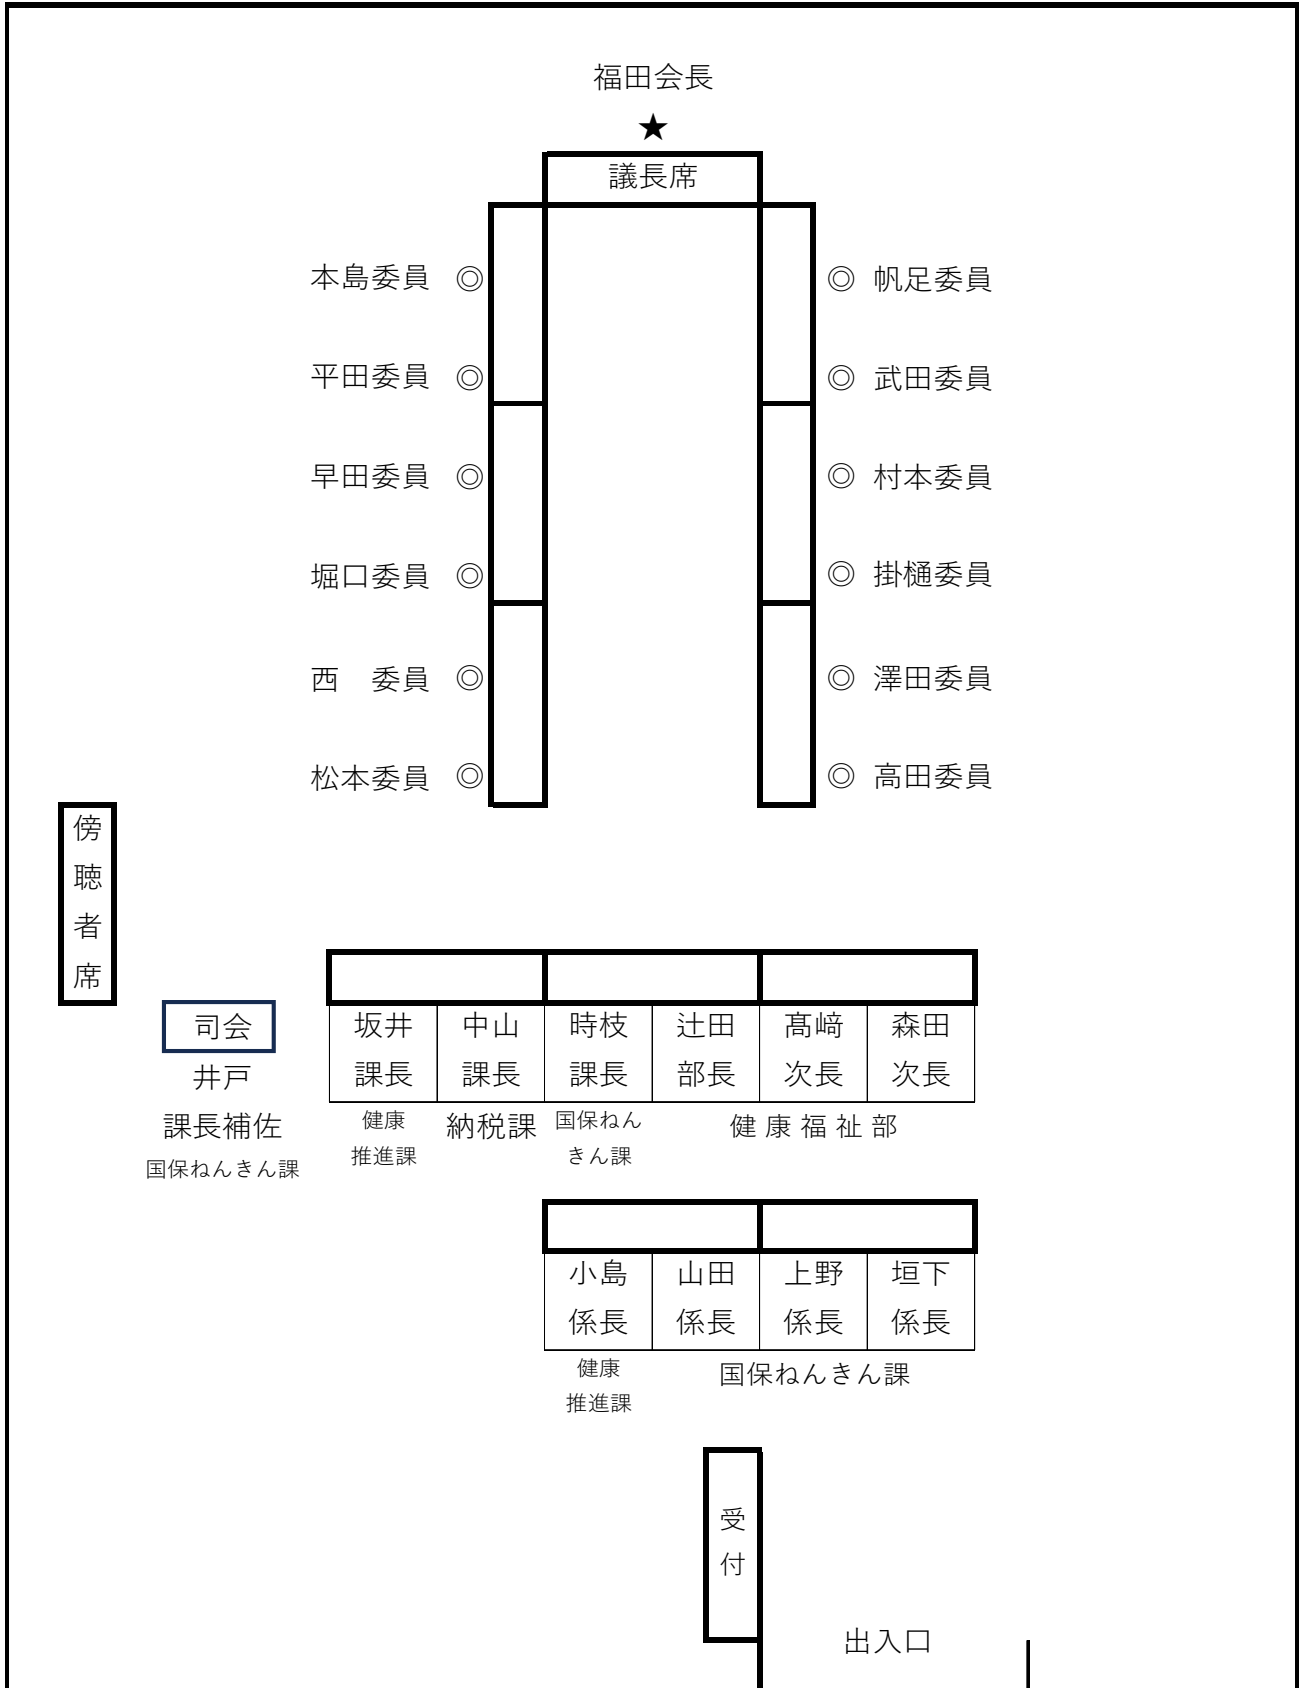 福田会長
★
議長席
本島委員 ◎
◎ 帆足委員
平田委員 ◎
◎ 武田委員
早田委員 ◎
◎ 村本委員
堀口委員 ◎
◎ 掛樋委員
西　委員 ◎
◎ 澤田委員
松本委員 ◎
◎ 高田委員
傍聴者席
司会
井戸
課長補佐
国保ねんきん課
坂井
課長
健康
推進課
中山
課長
納税課
時枝
課長
国保ねん
きん課
辻田
部長
髙﨑
次長
森田
次長
健康福祉部
小島
係長
健康
推進課
山田
係長
上野
係長
垣下
係長
国保ねんきん課
受付
出入口